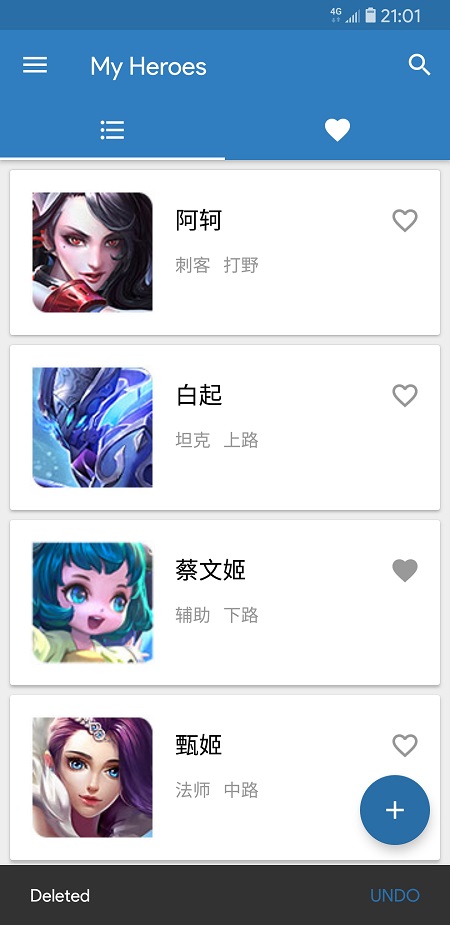 4G 21:01
My Heroes
阿轲
刺客 打野
白起
坦克 上路
蔡文姬
辅助 下路
甄姬
法师 中路
Deleted UNDO